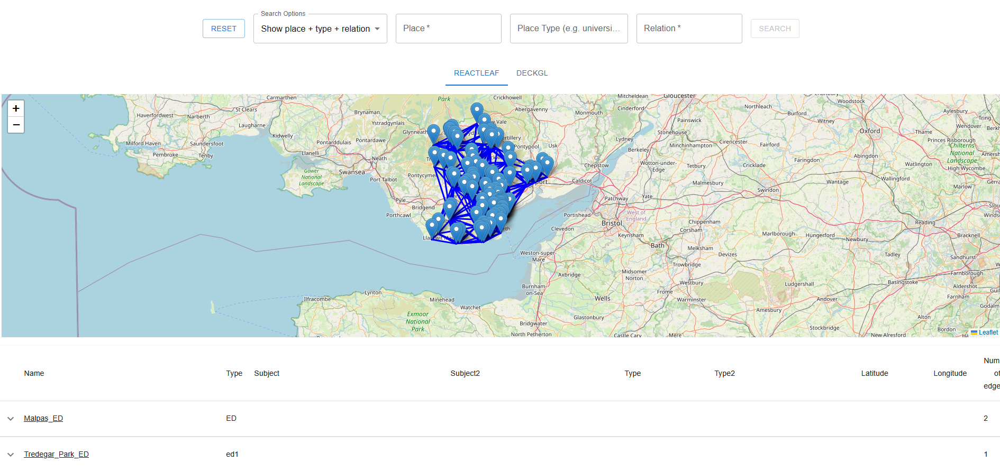 Search Options
RESET
Show place + type + relation
Place *
Place Type (e.g. universi...
Relation *
SEARCH
REACTLEAF
DECKGL
+
−
Carmarthen
Park
Crickhowell
Mitcheldean
Gloucester
Woodstock
Haverfordwest
St Clears
Narberth
Brynaman
Abergavenny
Monmouth
Cinderford
Northleach
Burford
Witney
Aylesbury
Tring
Laugharne
Ystradgynlais
Painswick
Wendover
Kidwelly
Glynneath
Stonehouse
Oxford
Thame
Princes Risborough
Milford Haven
Saundersfoot
Pontarddulais
Pontardawe
Pontypool
Usk
Lydney
Minchinhampton
Cirencester
Fairford
Chilterns
National
Landscape
Berkeley
Pembroke
Tenby
Llanelli
Neath
Abingdon
Faringdon
Watlington
High Wycombe
Gower
National
Landscape
Swansea
Port Talbot
Pontycymer
Chepstow
Wotton-under-
Edge
Tetbury
Cricklade
Wallingford
Caldicot
Malmesbury
Wantage
Swindon
Marlow
Pyle
Bridgend
Patchway
Yate
Didcot
Porthcawl
Portishead
West of
England
Bristol
Chippenham
Reading
Clevedon
Keynsham
Corsham
Marlborough
Hungerford
Newbury
Bracknell
Bath
Melksham
Weston-super-
Mare
Devizes
Tadley
Sandhurst
Trowbridge
Axbridge
Midsomer
Norton
Westbury
Ludgershall
Basingstoke
Farnborough
Aldershot
Burnham-
on-Sea
Lynton
Ilfracombe
Minehead
Watchet
Frome
Warminster
Wells
Andover
Farnham
Amesbury
Exmoor
National
Park
Bridgwater
Glastonbury
Stockbridge
Alton
Bordon
North Petherton
Castle Cary
Mere
New Alresford
Leaflet
Name
Type
Subject
Subject2
Type
Type2
Latitude
Longitude
Num
of
edge
Malpas_ED
ED
2
Tredegar_Park_ED
ed1
1